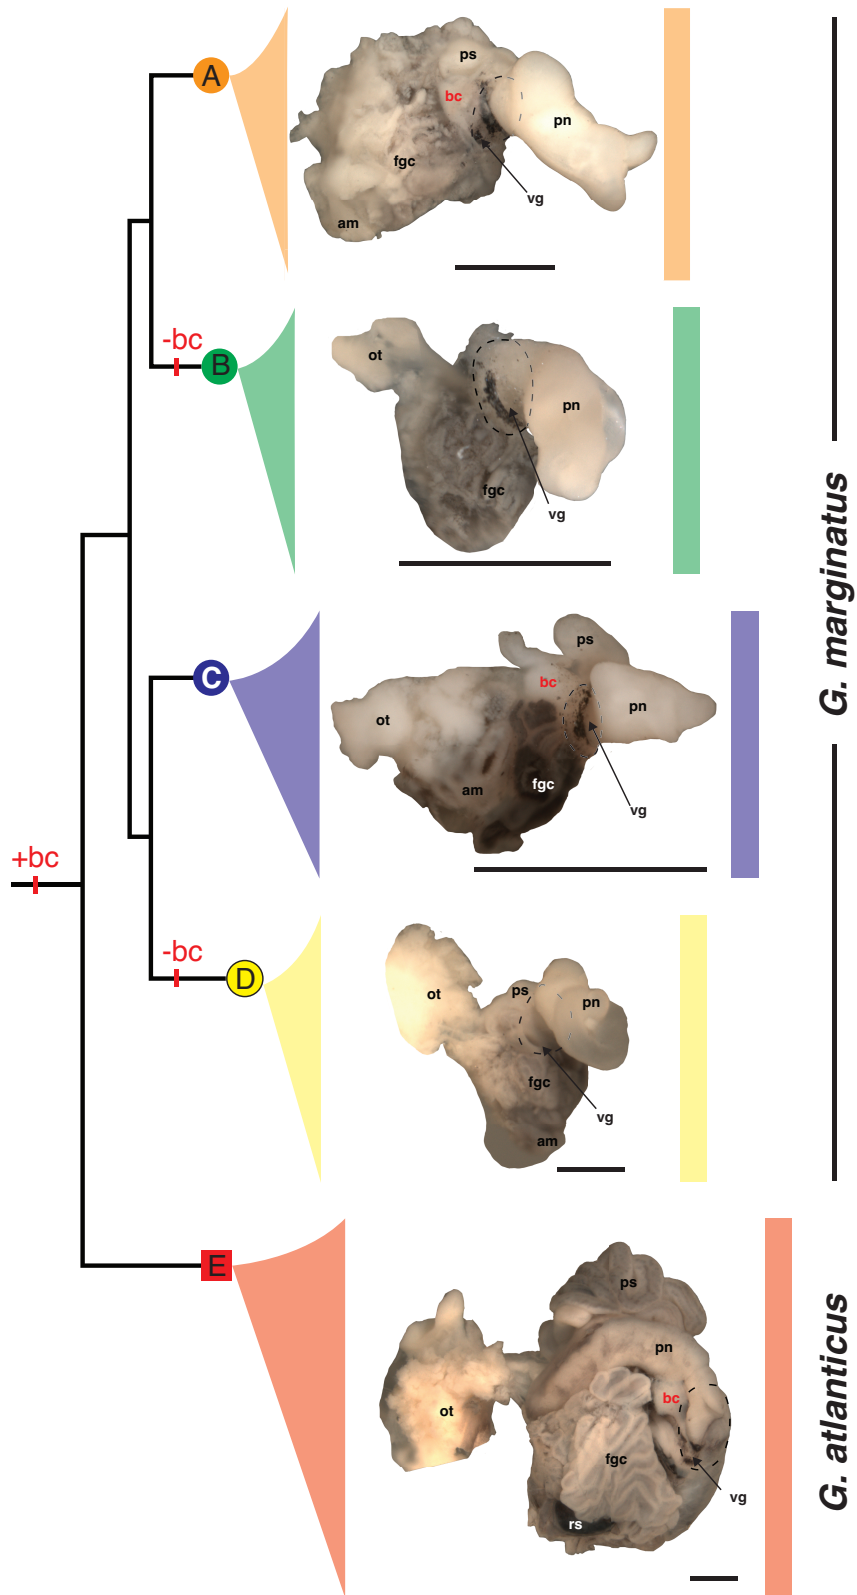 A
ps
bc
pn
fgc
vg
am
-bc
B
ot
pn
fgc
vg
G. marginatus
C
ps
bc
ot
pn
am
fgc
vg
+bc
-bc
D
ot
ps
pn
fgc
vg
am
E
ps
pn
bc
ot
fgc
vg
rs
G. atlanticus